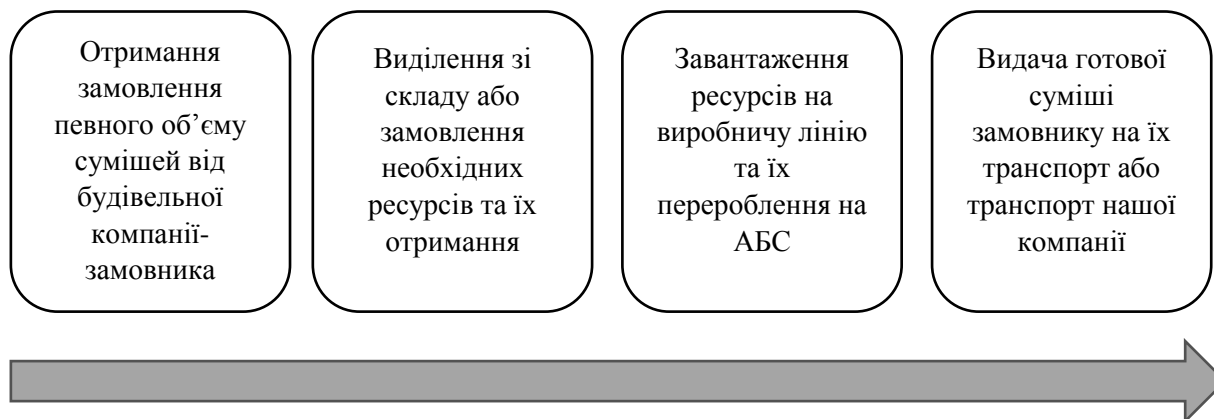 Отримання
замовлення
певного об’єму
сумішей від
будівельної
компанії-
замовника
Виділення зі
складу або
замовлення
необхідних
ресурсів та їх
отримання
Завантаження
ресурсів на
виробничу лінію
та їх
перероблення на
АБС
Видача готової
суміші
замовнику на їх
транспорт або
транспорт нашої
компанії